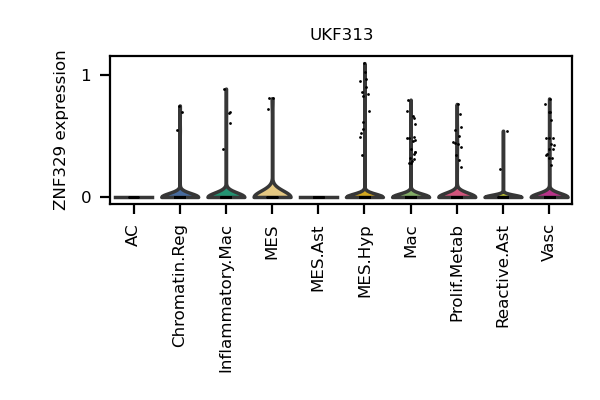 UKF313
ZNF329 expression
1
0
AC
Chromatin.Reg
Inflammatory.Mac
MES
MES.Ast
MES.Hyp
Mac
Prolif.Metab
Reactive.Ast
Vasc